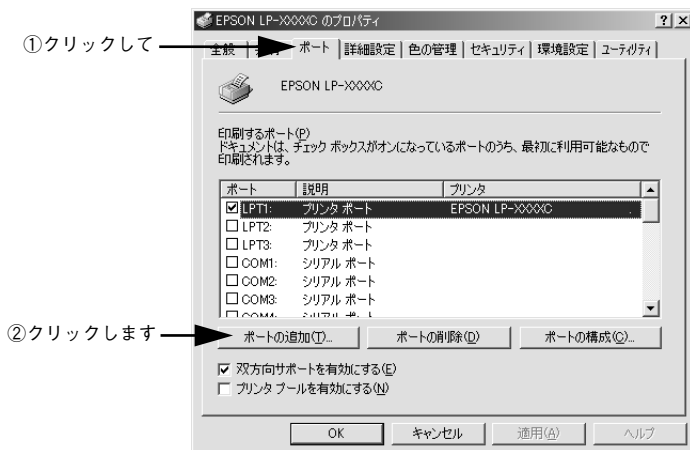 EPSON LP-XXXXC のプロパティ
①クリックして
全般
ポート
詳細設定
色の管理
セキュリティ
環境設定
ユーティリティ
EPSON LP-XXXXC
印刷するポート(P)
ドキュメントは、チェック ボックスがオンになっているポートのうち、最初に利用可能なもので
印刷されます。
ポート 説明 プリンタ
LPT1: プリンタ ポート EPSON LP-XXXXC
LPT2: プリンタ ポート
LPT3: プリンタ ポート
COM1: シリアル ポート
COM2: シリアル ポート
COM3: シリアル ポート
COM4: シリアル ポート
②クリックします
ポートの追加(T)... ポートの削除(D) ポートの構成(C)...
双方向サポートを有効にする(E)
プリンタ プールを有効にする(N)
OK キャンセル 適用(A) ヘルプ